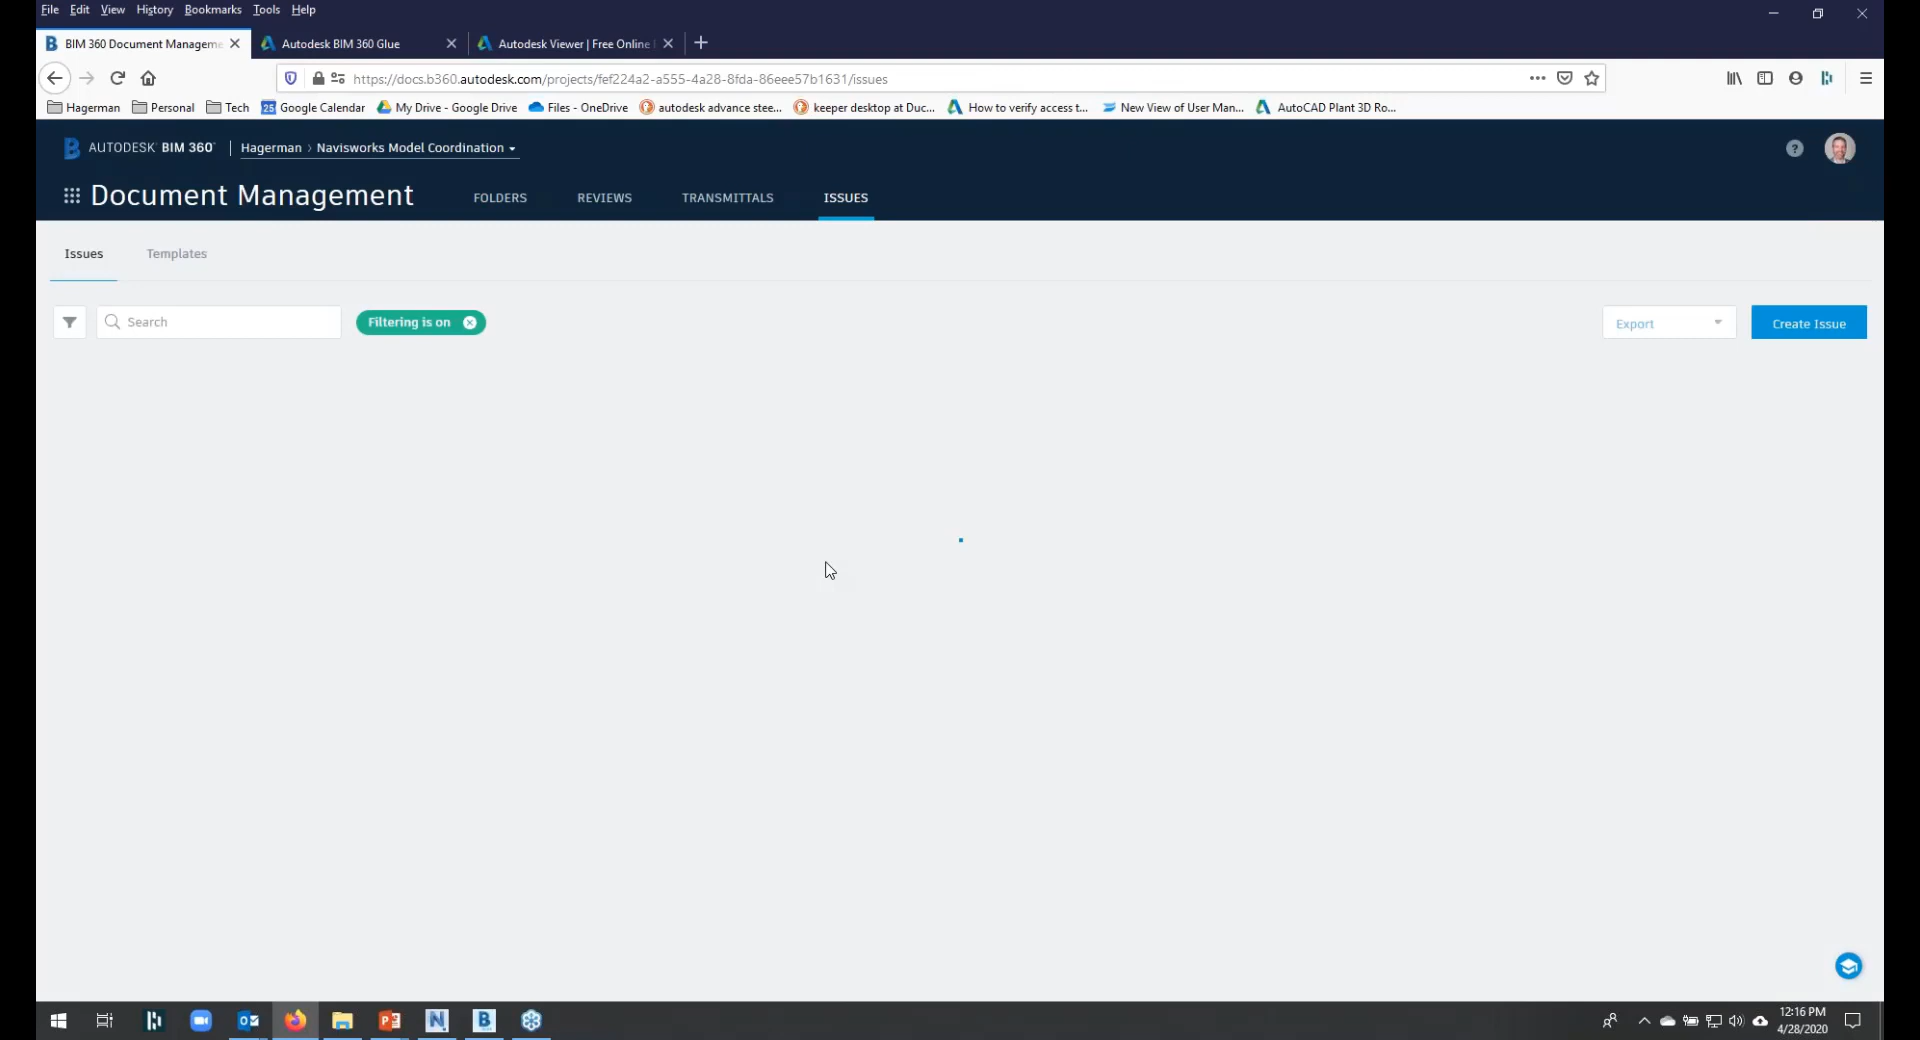 File Edit View History Bookmarks Tools Help
BIM 360 Document Manageme
Autodesk BIM 360 Glue
Autodesk Viewer | Free Online
https://docs.b360.autodesk.com/projects/fef224a2-a555-4a28-8fda-86eee57b1631/issues
Hagerman Personal Tech Google Calendar My Drive - Google Drive Files - OneDrive autodesk advance stee... keeper desktop at Duc... How to verify access t... New View of User Man... AutoCAD Plant 3D Ro...
AUTODESK BIM 360 | Hagerman › Navisworks Model Coordination
Document Management FOLDERS REVIEWS TRANSMITTALS ISSUES
Issues Templates
Search Filtering is on Export Create Issue
12:16 PM
4/28/2020